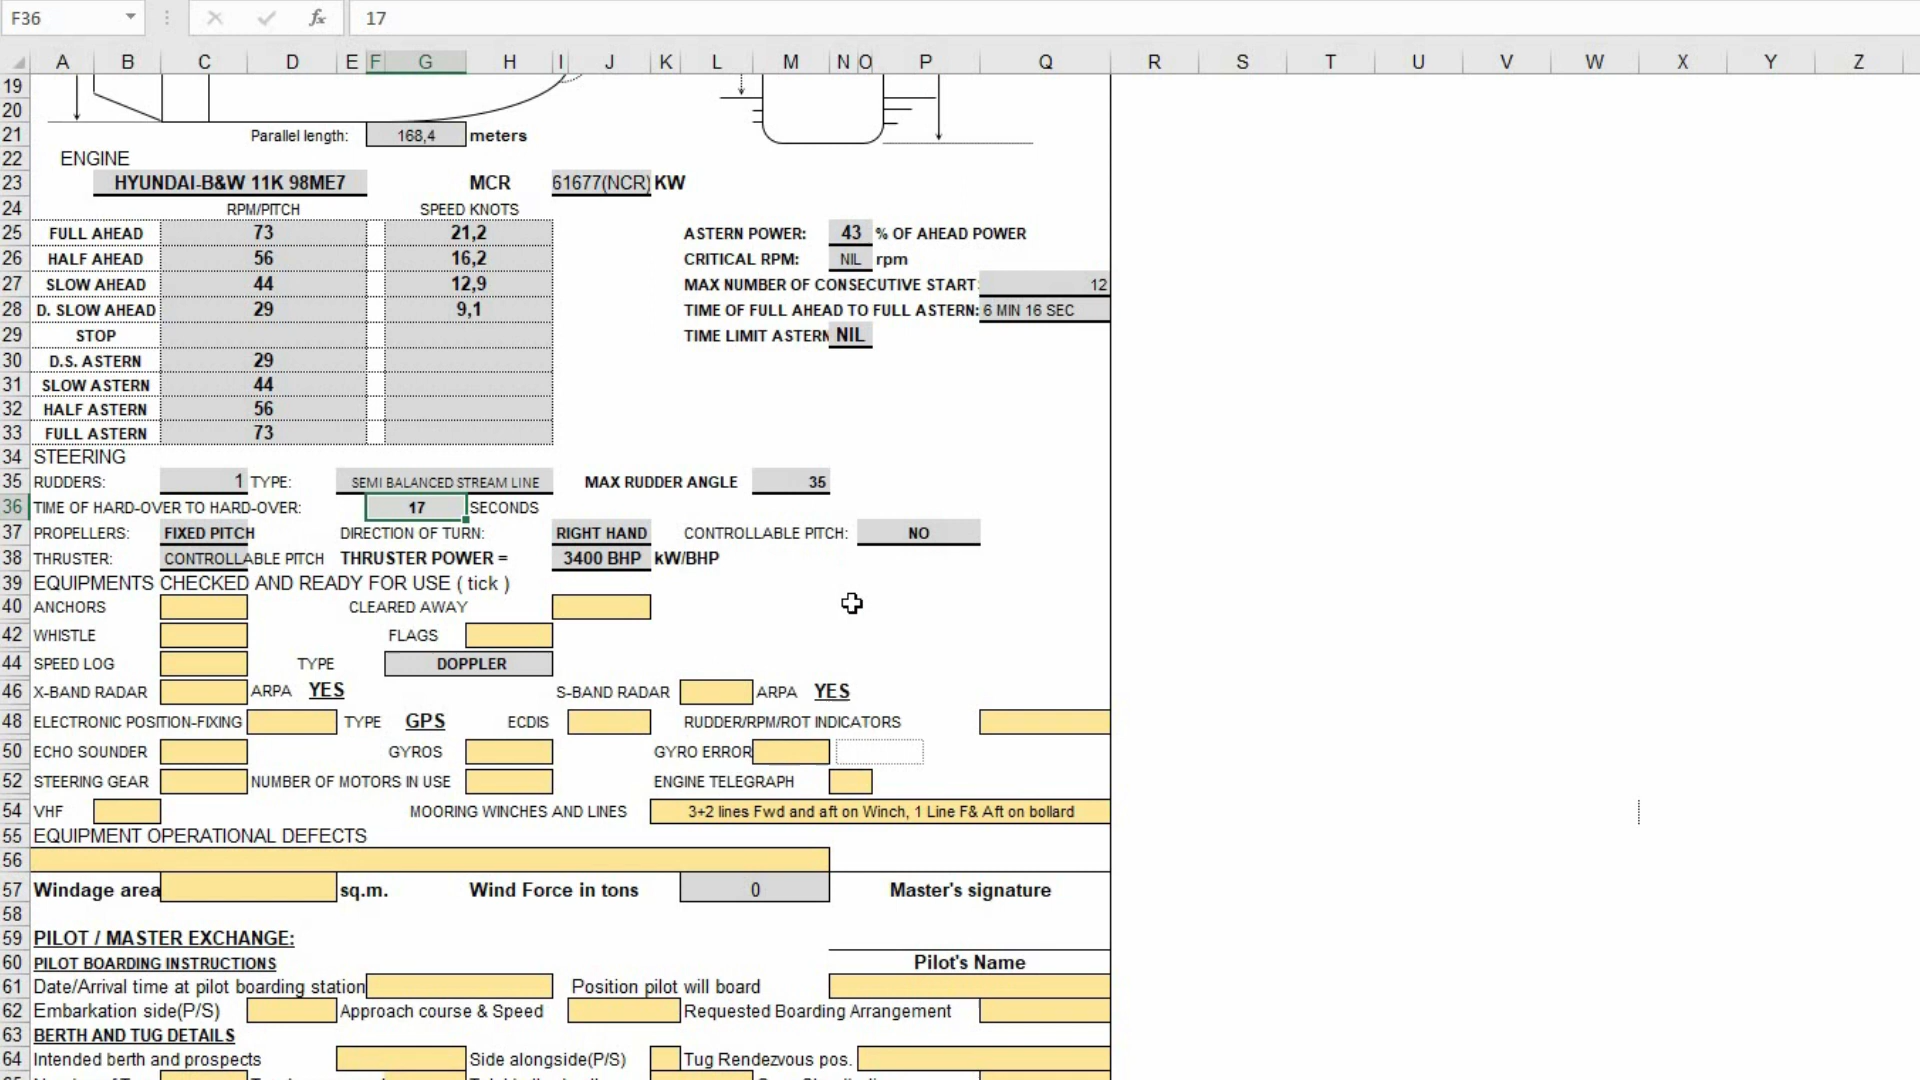 F36 fx 17
A B C D E F G H I J K L M N O P Q R S T U V W X Y Z
19
20
21 Parallel length: 168,4 meters
22 ENGINE
23 HYUNDAI-B&W 11K 98ME7 MCR 61677(NCR) KW
24 RPM/PITCH SPEED KNOTS
25 FULL AHEAD 73 21,2 ASTERN POWER: 43 % OF AHEAD POWER
26 HALF AHEAD 56 16,2 CRITICAL RPM: NIL rpm
27 SLOW AHEAD 44 12,9 MAX NUMBER OF CONSECUTIVE START: 12
28 D. SLOW AHEAD 29 9,1 TIME OF FULL AHEAD TO FULL ASTERN: 6 MIN 16 SEC
29 STOP TIME LIMIT ASTERN NIL
30 D.S. ASTERN 29
31 SLOW ASTERN 44
32 HALF ASTERN 56
33 FULL ASTERN 73
34 STEERING
35 RUDDERS: 1 TYPE: SEMI BALANCED STREAM LINE MAX RUDDER ANGLE 35
36 TIME OF HARD-OVER TO HARD-OVER: 17 SECONDS
37 PROPELLERS: FIXED PITCH DIRECTION OF TURN: RIGHT HAND CONTROLLABLE PITCH: NO
38 THRUSTER: CONTROLLABLE PITCH THRUSTER POWER = 3400 BHP kW/BHP
39 EQUIPMENTS CHECKED AND READY FOR USE ( tick )
40 ANCHORS CLEARED AWAY
42 WHISTLE FLAGS
44 SPEED LOG TYPE DOPPLER
46 X-BAND RADAR ARPA YES S-BAND RADAR ARPA YES
48 ELECTRONIC POSITION-FIXING TYPE GPS ECDIS RUDDER/RPM/ROT INDICATORS
50 ECHO SOUNDER GYROS GYRO ERROR
52 STEERING GEAR NUMBER OF MOTORS IN USE ENGINE TELEGRAPH
54 VHF MOORING WINCHES AND LINES 3+2 lines Fwd and aft on Winch, 1 Line F& Aft on bollard
55 EQUIPMENT OPERATIONAL DEFECTS
56
57 Windage area sq.m. Wind Force in tons 0 Master's signature
58
59 PILOT / MASTER EXCHANGE:
60 PILOT BOARDING INSTRUCTIONS Pilot's Name
61 Date/Arrival time at pilot boarding station Position pilot will board
62 Embarkation side(P/S) Approach course & Speed Requested Boarding Arrangement
63 BERTH AND TUG DETAILS
64 Intended berth and prospects Side alongside(P/S) Tug Rendezvous pos.